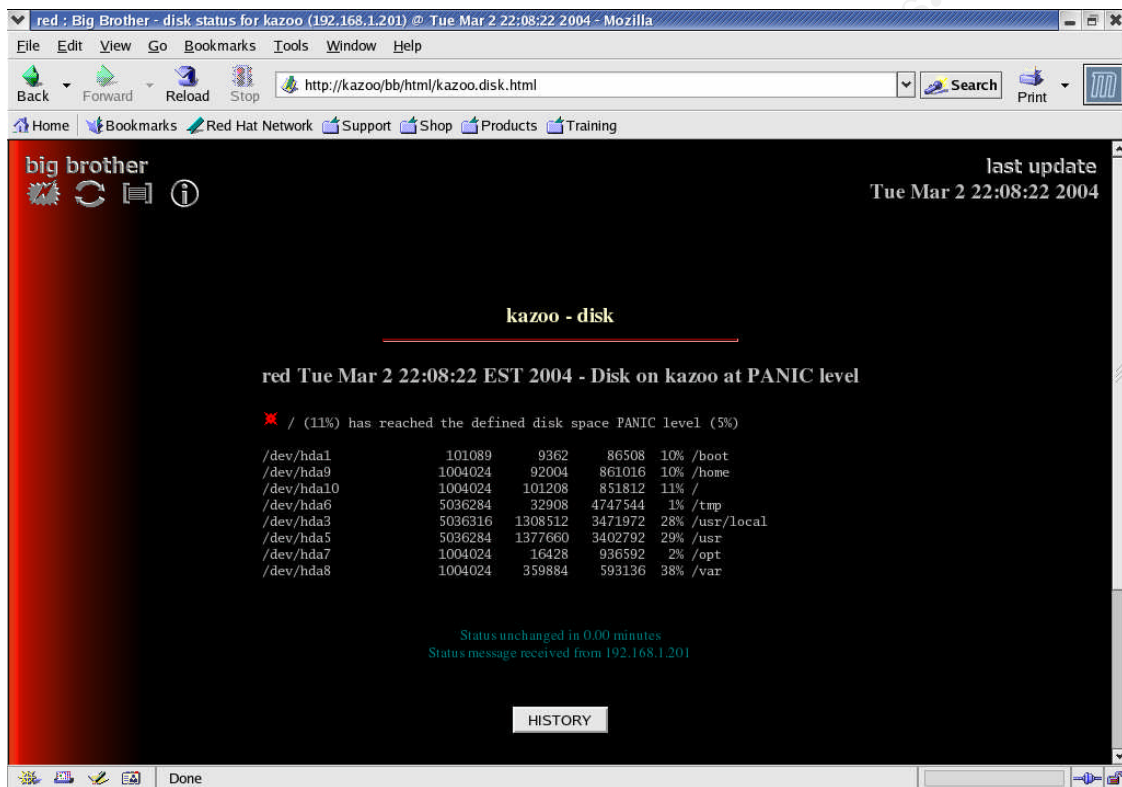 red : Big Brother - disk status for kazoo (192.168.1.201) @ Tue Mar 2 22:08:22 2004 - Mozilla
File Edit View Go Bookmarks Tools Window Help
Back Forward Reload Stop http://kazoo/bb/html/kazoo.disk.html Search Print
Home Bookmarks Red Hat Network Support Shop Products Training
big brother
last update
Tue Mar 2 22:08:22 2004
kazoo - disk
red Tue Mar 2 22:08:22 EST 2004 - Disk on kazoo at PANIC level
/ (11%) has reached the defined disk space PANIC level (5%)
/dev/hda1 101089 9362 86508 10% /boot
/dev/hda9 1004024 92004 861016 10% /home
/dev/hda10 1004024 101208 851812 11% /
/dev/hda6 5036284 32908 4747544 1% /tmp
/dev/hda3 5036316 1308512 3471972 28% /usr/local
/dev/hda5 5036284 1377660 3402792 29% /usr
/dev/hda7 1004024 16428 936592 2% /opt
/dev/hda8 1004024 359884 593136 38% /var
Status unchanged in 0.00 minutes
Status message received from 192.168.1.201
HISTORY
Done